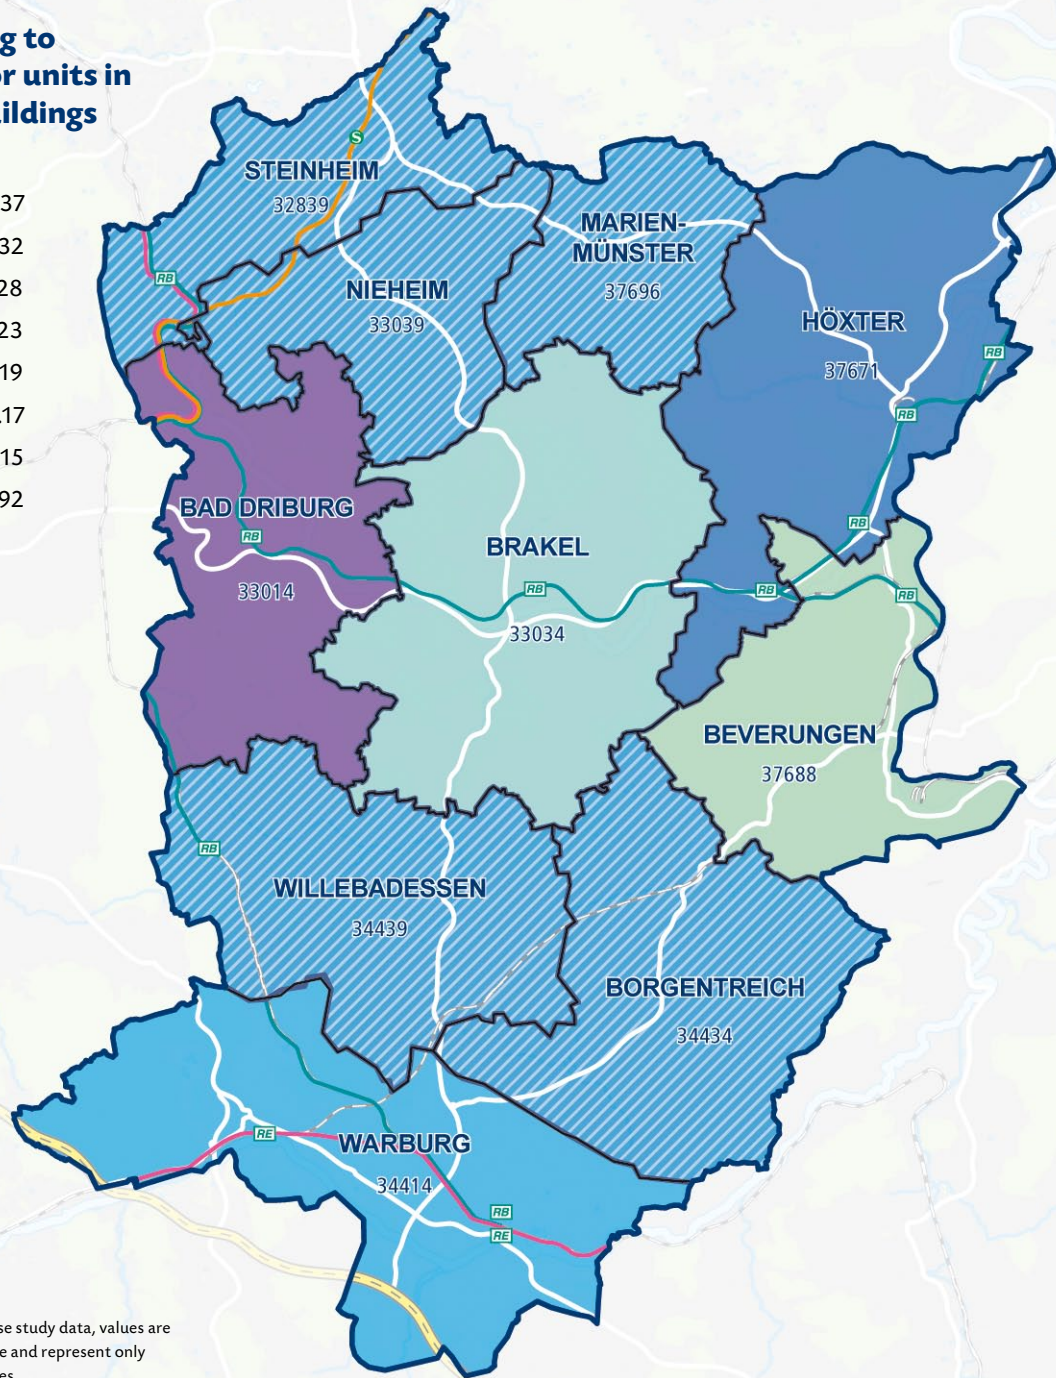 g to
or units in
ildings
37
32
28
23
19
17
15
92
STEINHEIM
32839
MARIEN-
MÜNSTER
37696
RB
NIEHEIM
33039
HÖXTER
37671
RB
RB
BAD DRIBURG
RB
RB
BRAKEL
33014
RB
RB
RB
33034
BEVERUNGEN
37688
RB
WILLEBADESSEN
34439
BORGENTREICH
34434
RE
WARBURG
34414
RB
RE
S
se study data, values are
e and represent only
es